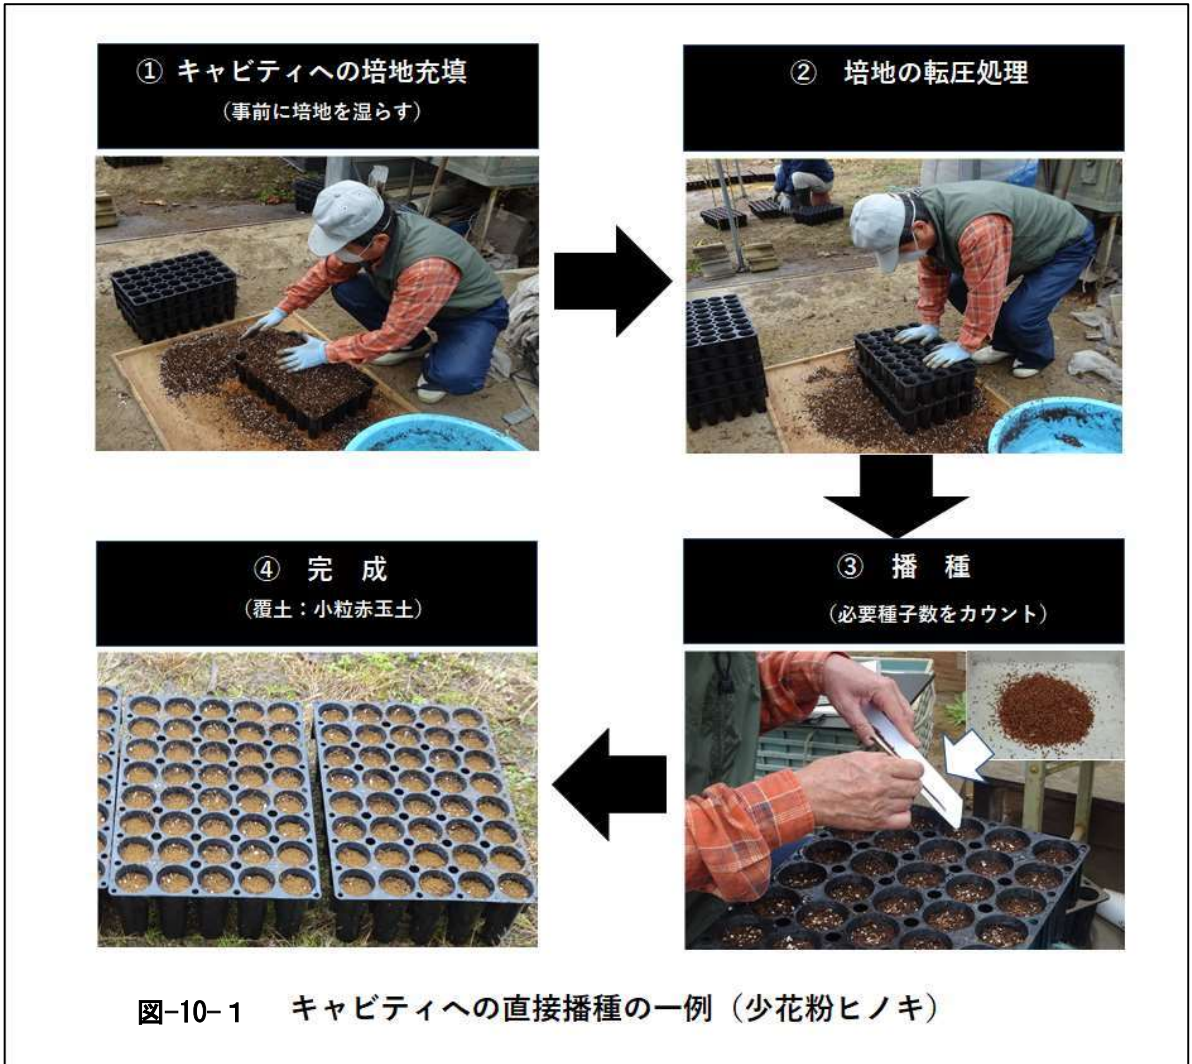 ① キャビティへの培地充填
(事前に培地を湿らす)
② 培地の転圧処理
③ 播 種
(必要種子数をカウント)
④ 完 成
(覆土：小粒赤玉土)
図-10-1 キャビティへの直接播種の一例（少花粉ヒノキ）